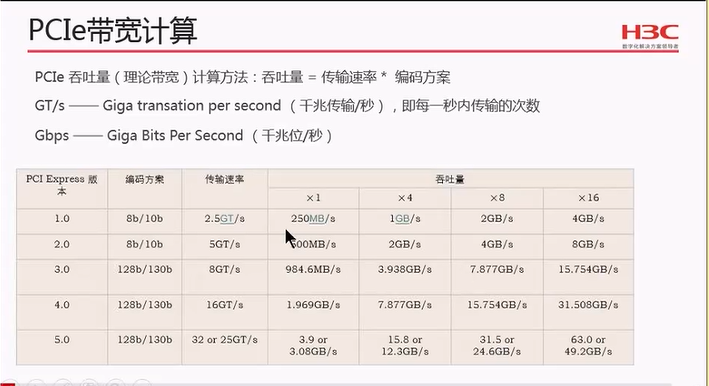 PCIe带宽计算
H3C
数字化解决方案领导者
PCIe 吞吐量（理论带宽）计算方法：吞吐量 = 传输速率 * 编码方案
GT/s —— Giga transation per second （千兆传输/秒），即每一秒内传输的次数
Gbps —— Giga Bits Per Second （千兆位/秒）
PCI Express 版本 编码方案 传输速率 吞吐量
×1 ×4 ×8 ×16
1.0 8b/10b 2.5GT/s 250MB/s 1GB/s 2GB/s 4GB/s
2.0 8b/10b 5GT/s 500MB/s 2GB/s 4GB/s 8GB/s
3.0 128b/130b 8GT/s 984.6MB/s 3.938GB/s 7.877GB/s 15.754GB/s
4.0 128b/130b 16GT/s 1.969GB/s 7.877GB/s 15.754GB/s 31.508GB/s
5.0 128b/130b 32 or 25GT/s 3.9 or 3.08GB/s 15.8 or 12.3GB/s 31.5 or 24.6GB/s 63.0 or 49.2GB/s